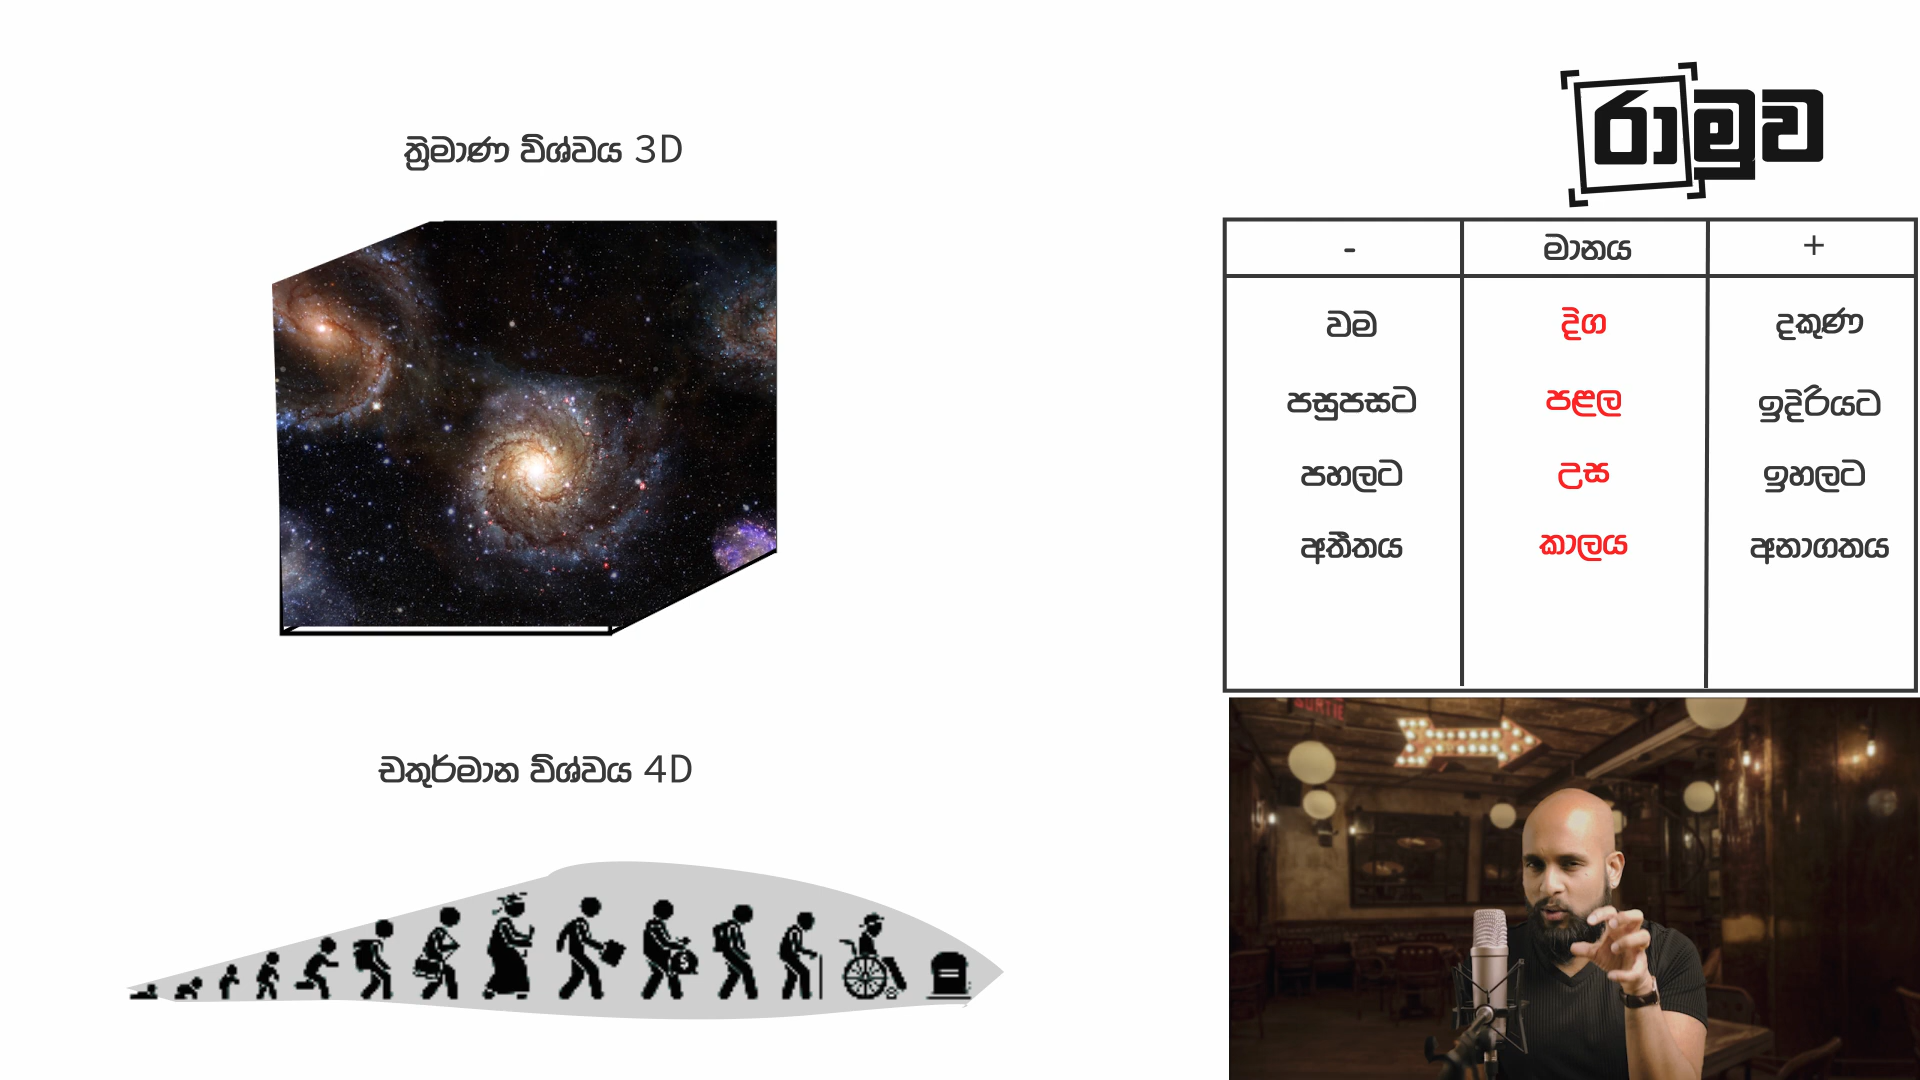 රාමුව
ත්‍රිමාණ විශ්වය 3D
- මානය +
වම දිග දකුණ
පසුපසට පළල ඉදිරියට
පහලට උස ඉහලට
අතීතය කාලය අනාගතය
චතුර්මාන විශ්වය 4D
SORTIE